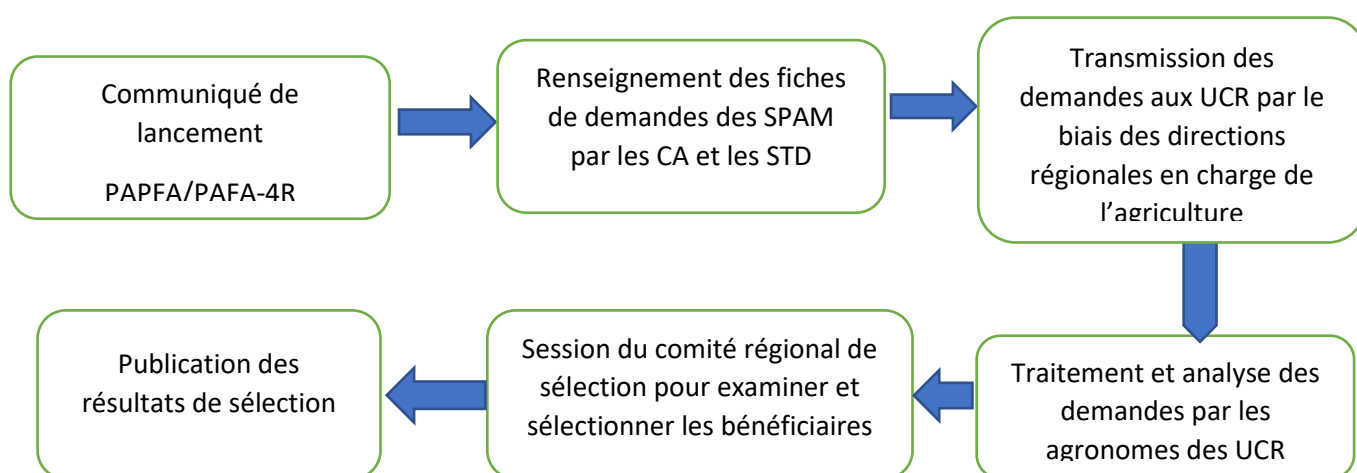 Communiqué de
lancement
PAPFA/PAFA-4R
Renseignement des fiches
de demandes des SPAM
par les CA et les STD
Transmission des
demandes aux UCR par le
biais des directions
régionales en charge de
l’agriculture
Traitement et analyse des
demandes par les
agronomes des UCR
Session du comité régional de
sélection pour examiner et
sélectionner les bénéficiaires
Publication des
résultats de sélection